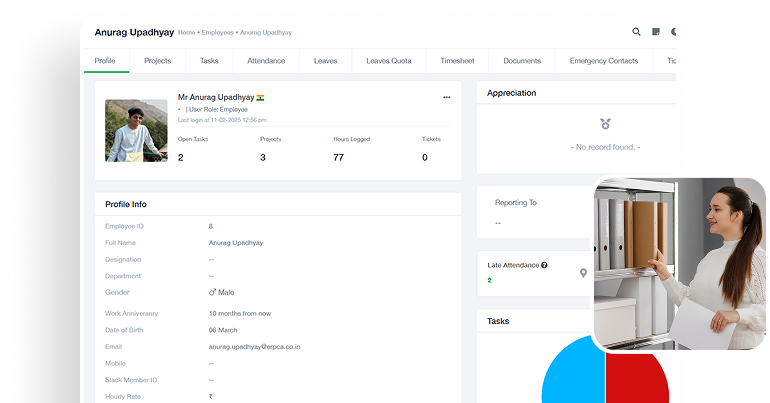 Anurag Upadhyay Home • Employees • Anurag Upadhyay
Profile Projects Tasks Attendance Leaves Leaves Quota Timesheet Documents Emergency Contacts Tic
Mr Anurag Upadhyay
• | User Role: Employee
Last login at 11-02-2025 12:56 pm
Open Tasks Projects Hours Logged Tickets
2 3 77 0
Appreciation
- No record found. -
Profile Info
Employee ID 8
Full Name Anurag Upadhyay
Designation --
Department --
Gender Male
Work Anniversary 10 months from now
Date of Birth 06 March
Email anurag.upadhyay@erpca.co.in
Mobile --
Slack Member ID --
Hourly Rate ₹
Reporting To
--
Late Attendance
2
Tasks